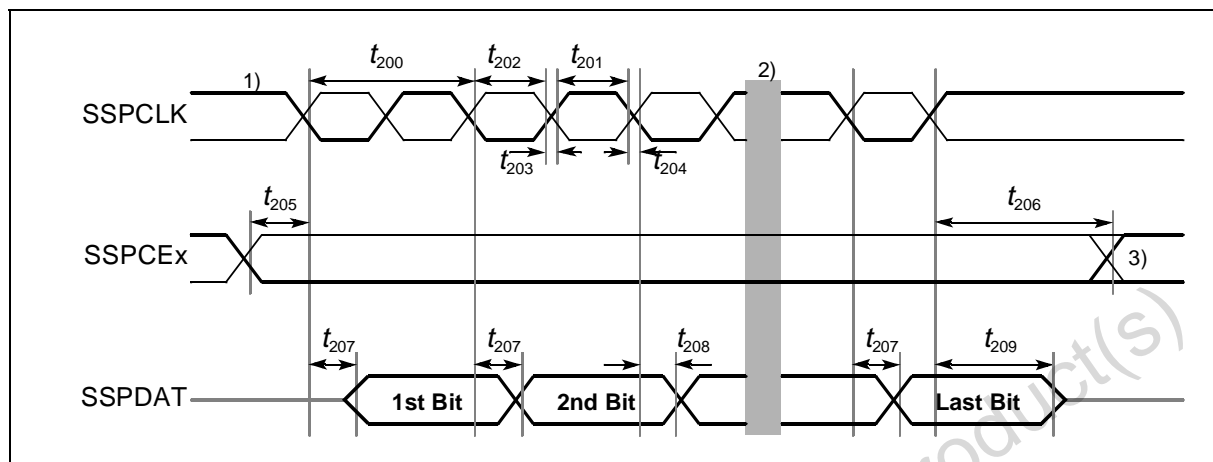 1) t200 t202 t201 2)
SSPCLK
t203 t204
t205 t206
SSPCEx 3)
t207 t207 t208 t207 t209
SSPDAT 1st Bit 2nd Bit Last Bit